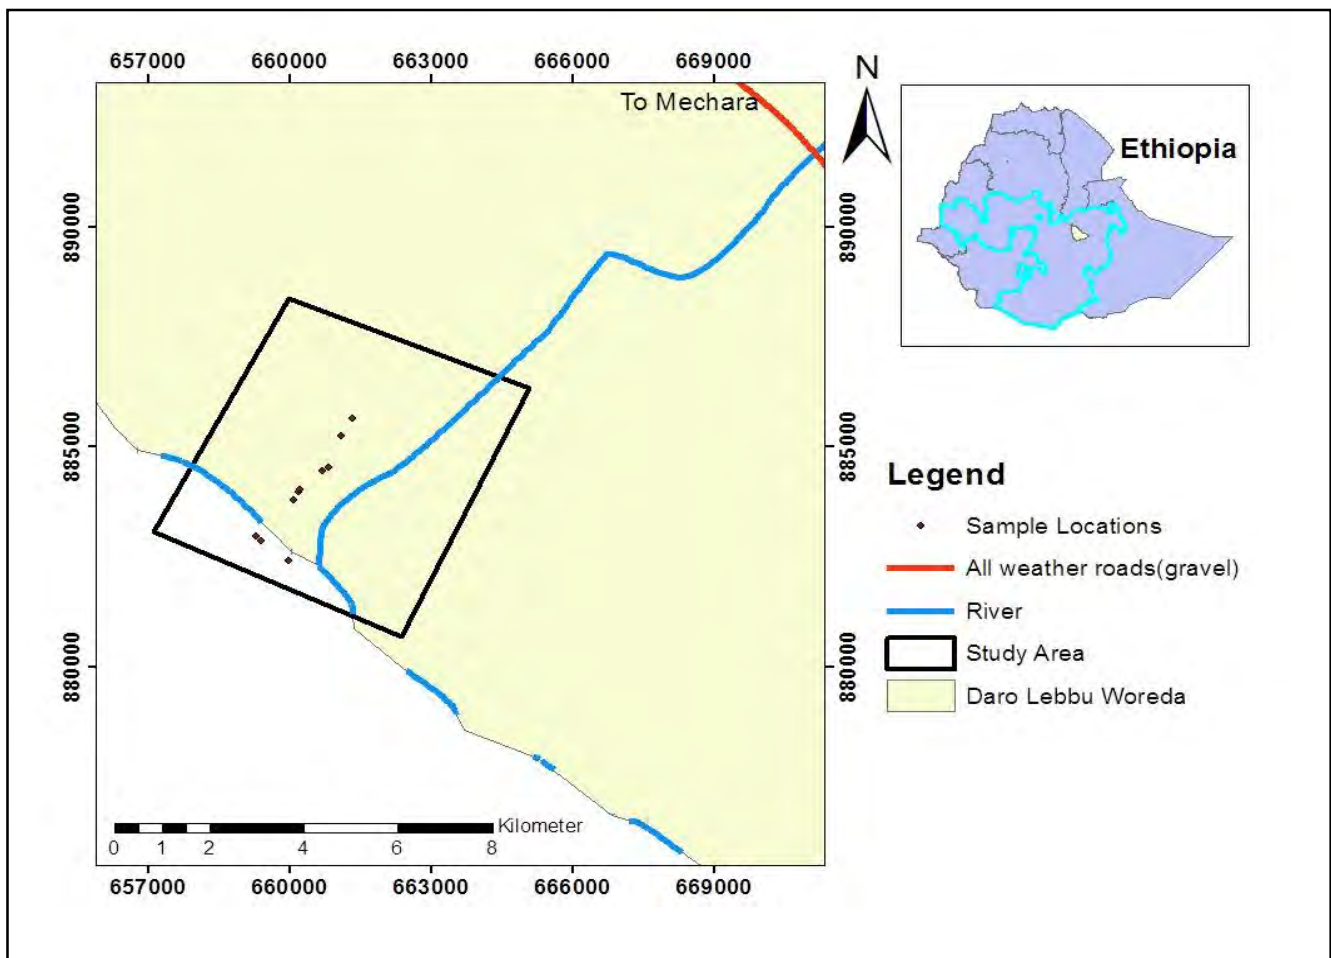 657000 660000 663000 666000 669000
To Mechara
N
Ethiopia
890000 890000
885000 885000
880000 880000
Legend
Sample Locations
All weather roads(gravel)
River
Study Area
Daro Lebbu Woreda
Kilometer
0 1 2 4 6 8
657000 660000 663000 666000 669000